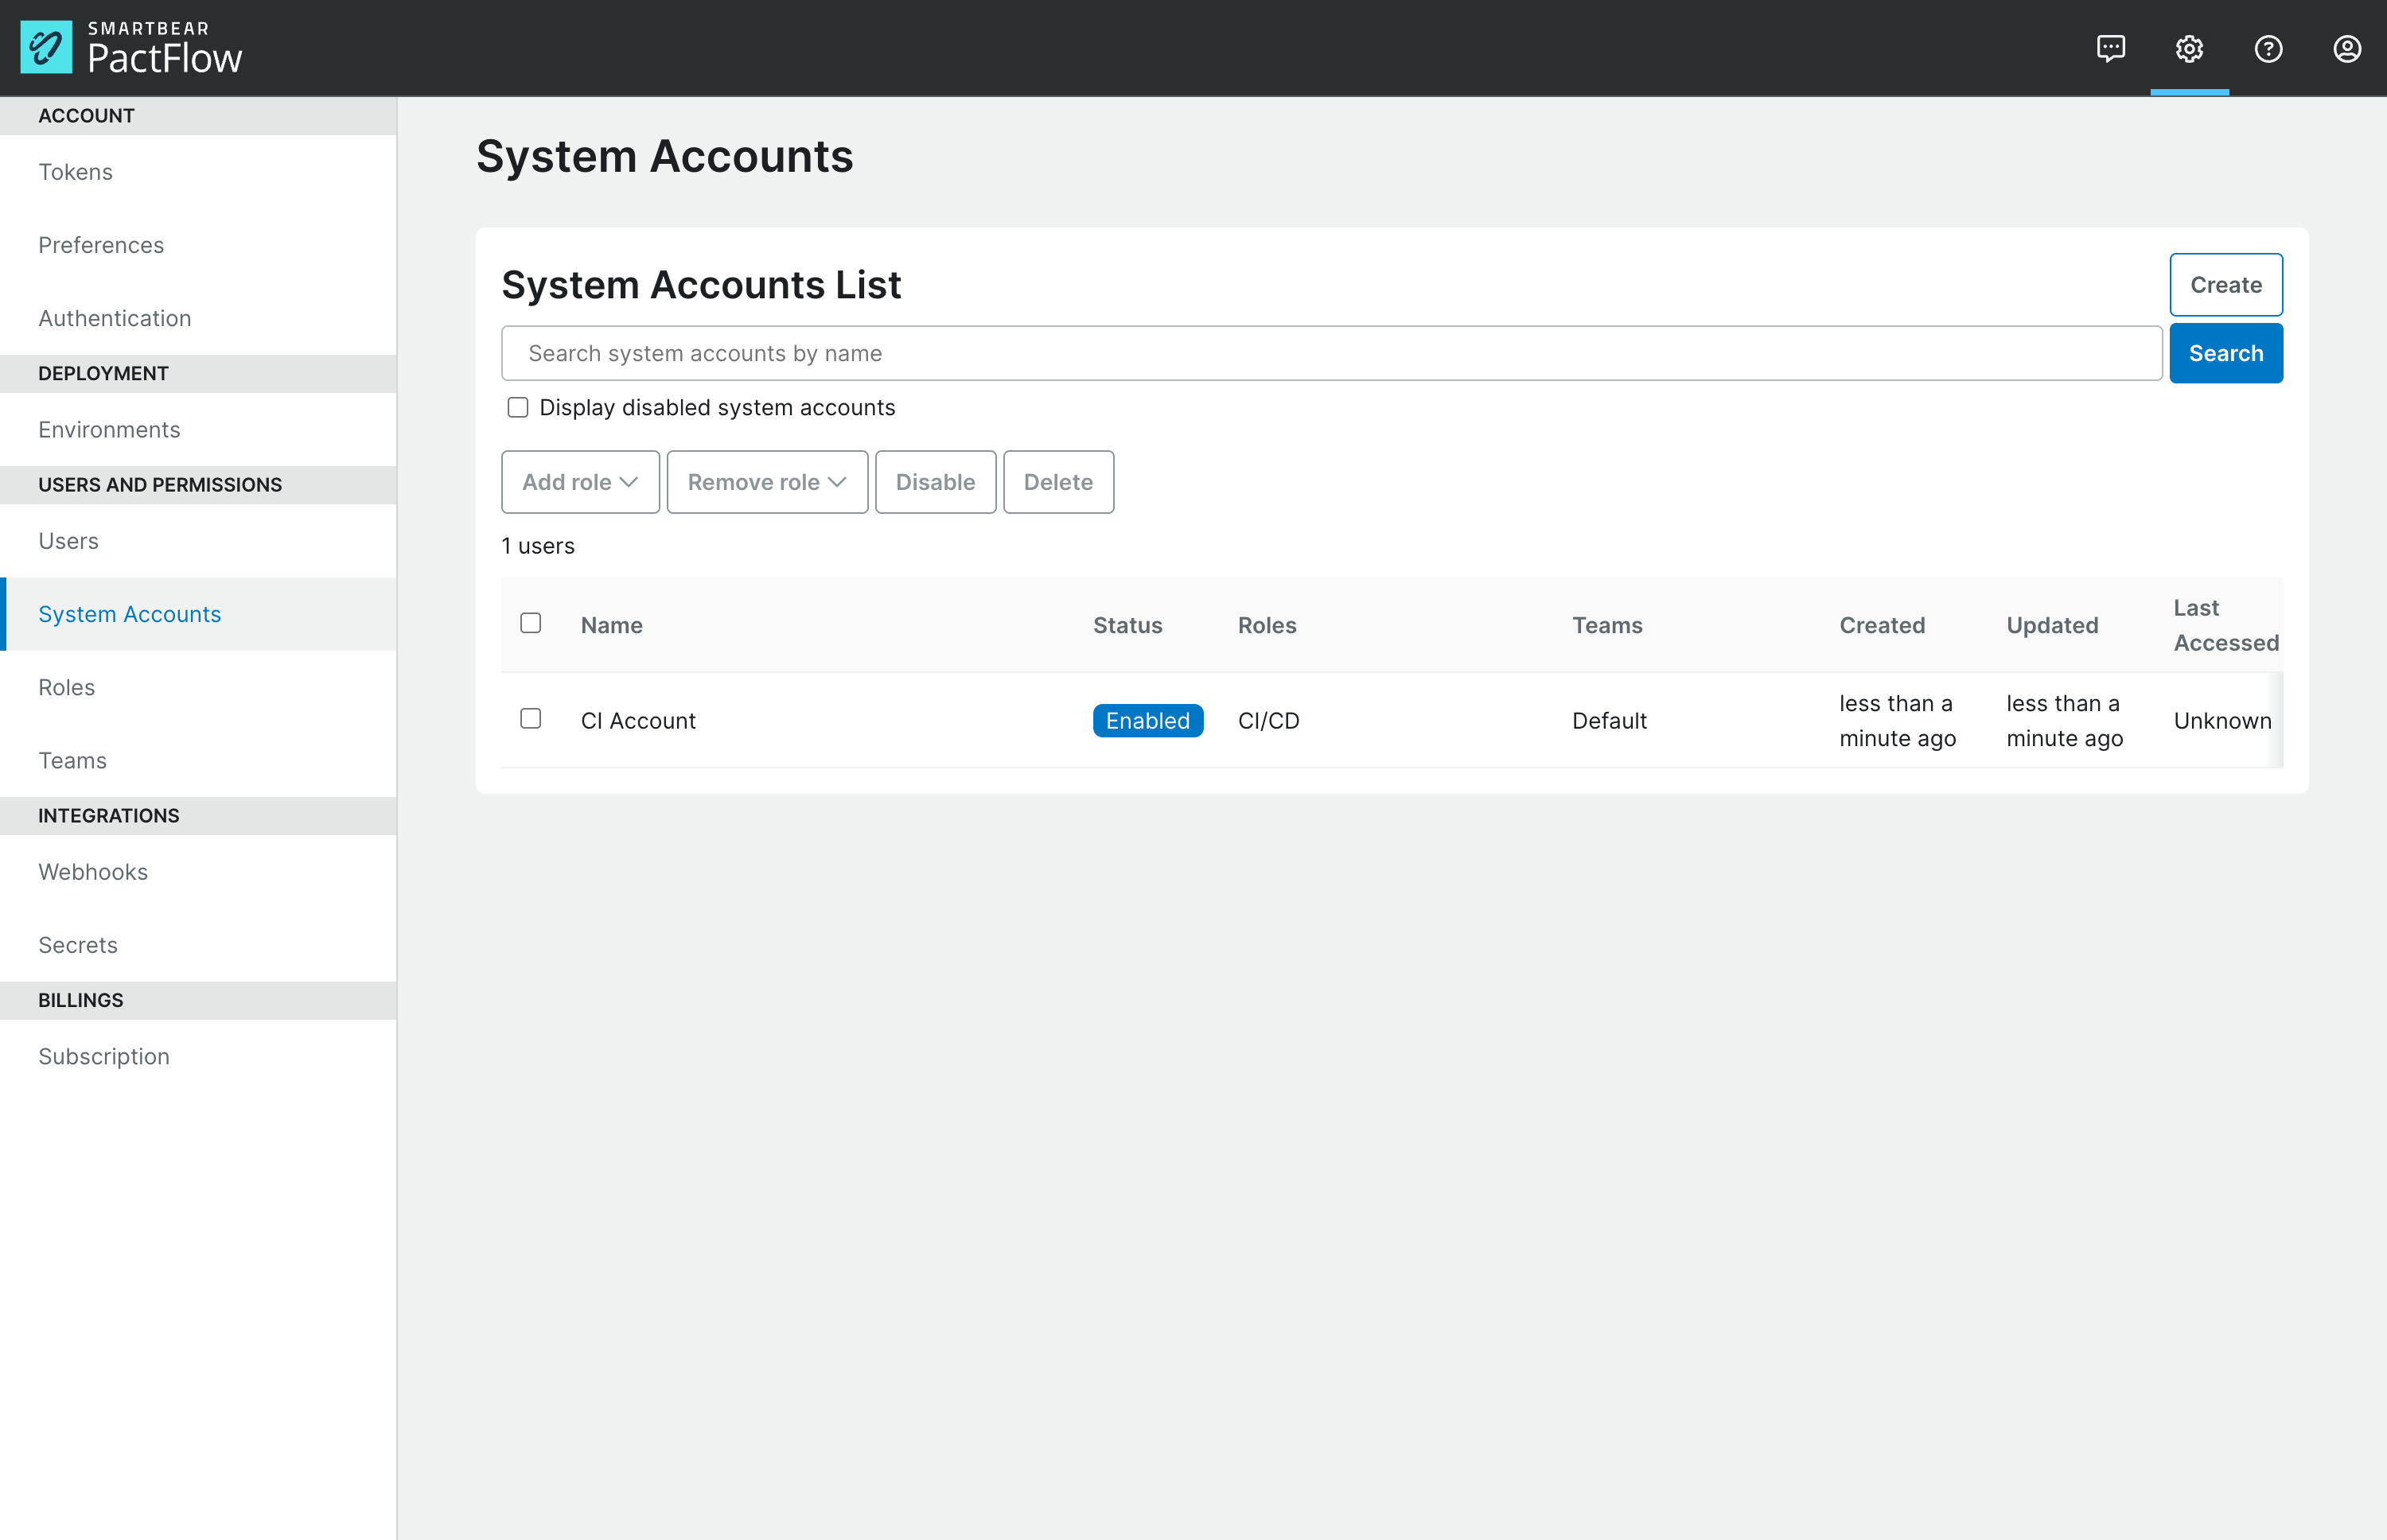 SMARTBEAR
PactFlow
ACCOUNT
Tokens
Preferences
Authentication
DEPLOYMENT
Environments
USERS AND PERMISSIONS
Users
System Accounts
Roles
Teams
INTEGRATIONS
Webhooks
Secrets
BILLINGS
Subscription
System Accounts
System Accounts List
Create
Search system accounts by name
Search
Display disabled system accounts
Add role
Remove role
Disable
Delete
1 users
Name
Status
Roles
Teams
Created
Updated
Last
Accessed
CI Account
Enabled
CI/CD
Default
less than a
minute ago
less than a
minute ago
Unknown